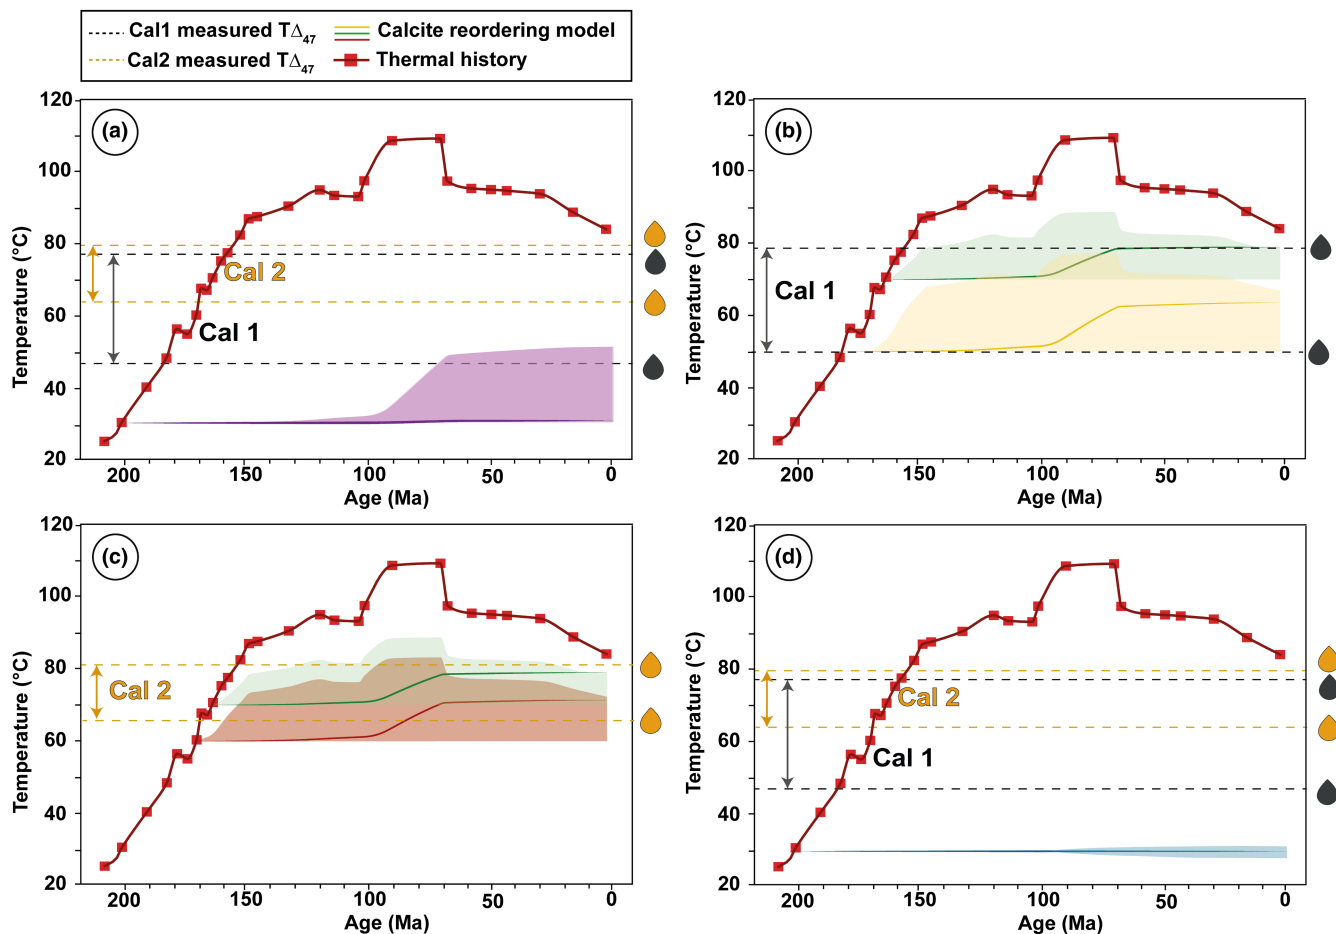 Cal1 measured TΔ47
Calcite reordering model
Cal2 measured TΔ47
Thermal history
(a)
120
100
80
60
40
20
Temperature (°C)
Cal 2
Cal 1
200
150
100
50
0
Age (Ma)
(b)
120
100
80
60
40
20
Temperature (°C)
Cal 1
200
150
100
50
0
Age (Ma)
(c)
120
100
80
60
40
20
Temperature (°C)
Cal 2
200
150
100
50
0
Age (Ma)
(d)
120
100
80
60
40
20
Temperature (°C)
Cal 2
Cal 1
200
150
100
50
0
Age (Ma)